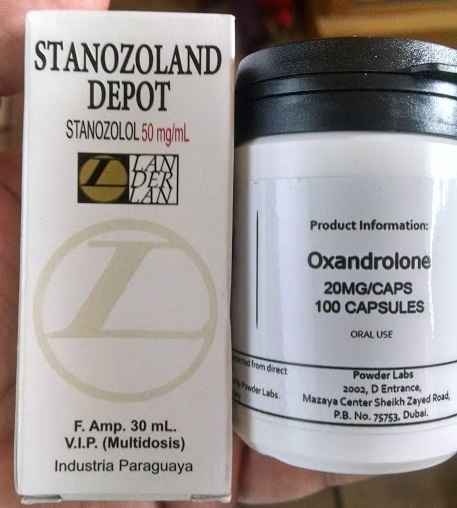 STANOZOLAND
DEPOT
STANOZOLOL 50 mg/mL
LAN
DER
LAN
F. Amp. 30 mL.
V.I.P. (Multidosis)
Industria Paraguaya
Product Information:
Oxandrolone
20MG/CAPS
100 CAPSULES
ORAL USE
from direct
Powder Labs.
Powder Labs
2002, D Entrance,
Mazaya Center Sheikh Zayed Road,
P.B. No. 75753, Dubai.